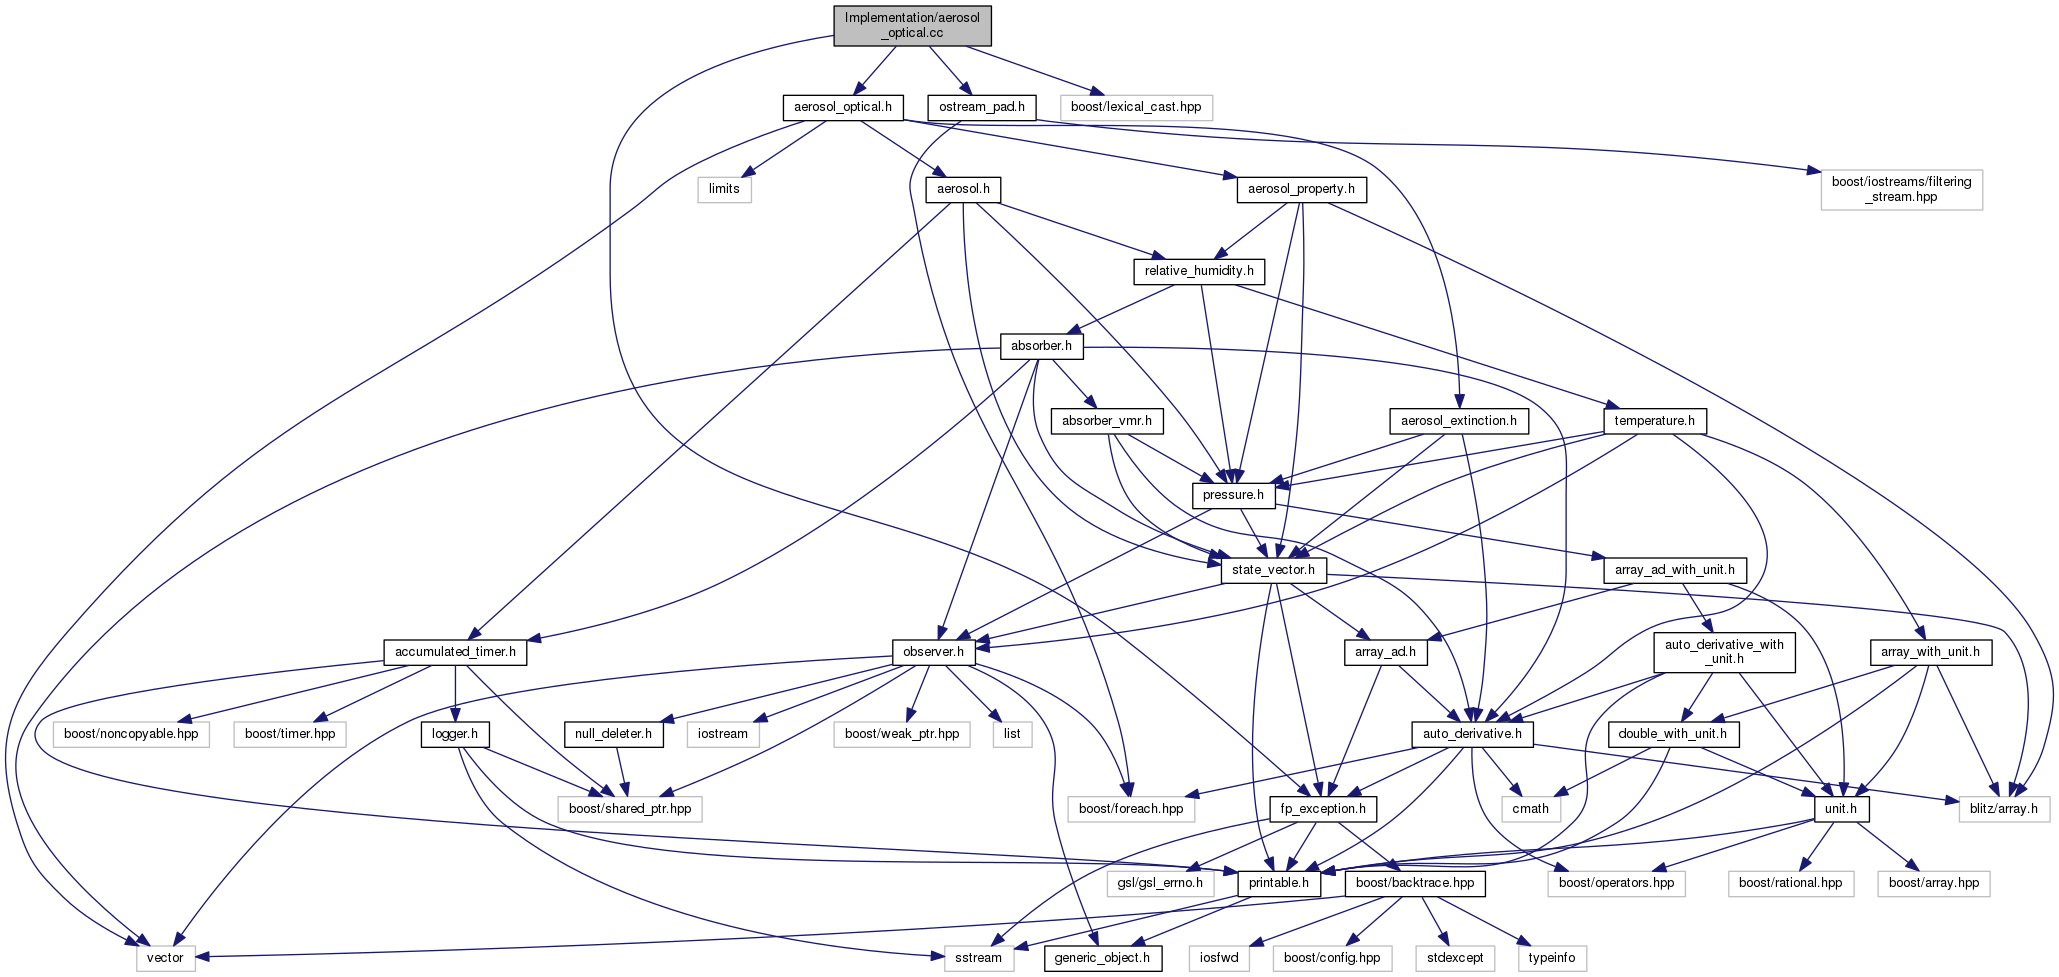 Implementation/aerosol
_optical.cc
aerosol_optical.h
ostream_pad.h
boost/lexical_cast.hpp
limits
aerosol.h
aerosol_property.h
boost/iostreams/filtering
_stream.hpp
relative_humidity.h
absorber.h
absorber_vmr.h
aerosol_extinction.h
temperature.h
pressure.h
state_vector.h
array_ad_with_unit.h
accumulated_timer.h
observer.h
array_ad.h
auto_derivative_with
_unit.h
array_with_unit.h
boost/noncopyable.hpp
boost/timer.hpp
logger.h
null_deleter.h
iostream
boost/weak_ptr.hpp
list
auto_derivative.h
double_with_unit.h
boost/shared_ptr.hpp
boost/foreach.hpp
fp_exception.h
cmath
unit.h
blitz/array.h
gsl/gsl_errno.h
printable.h
boost/backtrace.hpp
boost/operators.hpp
boost/rational.hpp
boost/array.hpp
vector
sstream
generic_object.h
iosfwd
boost/config.hpp
stdexcept
typeinfo